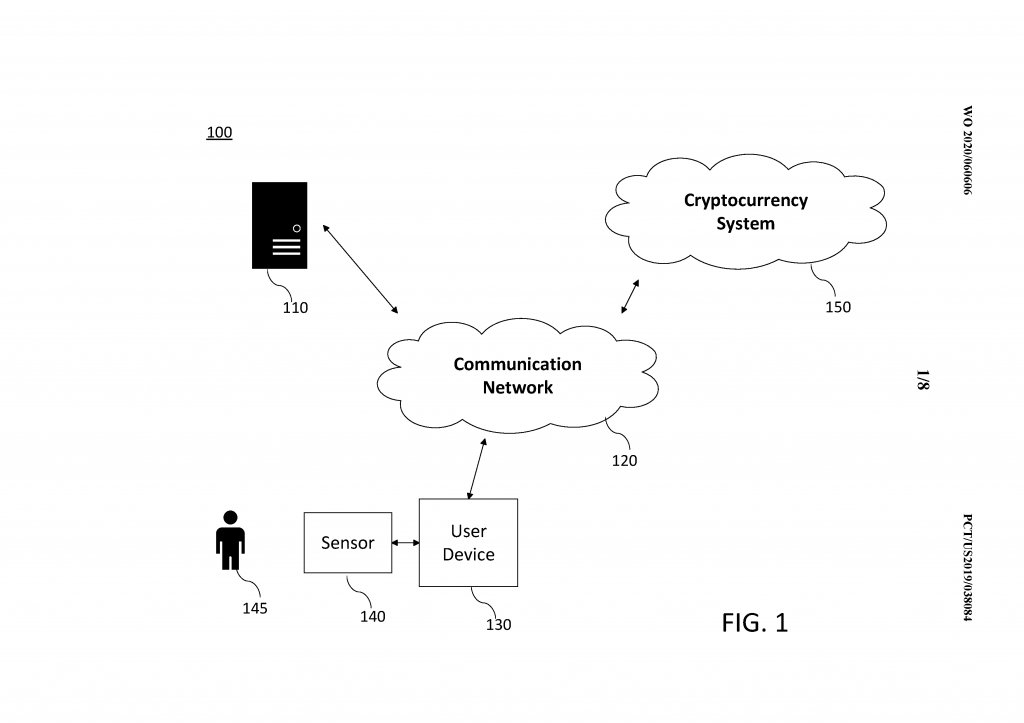 100
Cryptocurrency
System
110
150
Communication
Network
120
Sensor
User
Device
145
140
130
FIG. 1
WO 2020/060606
1/8
PCT/US2019/038084